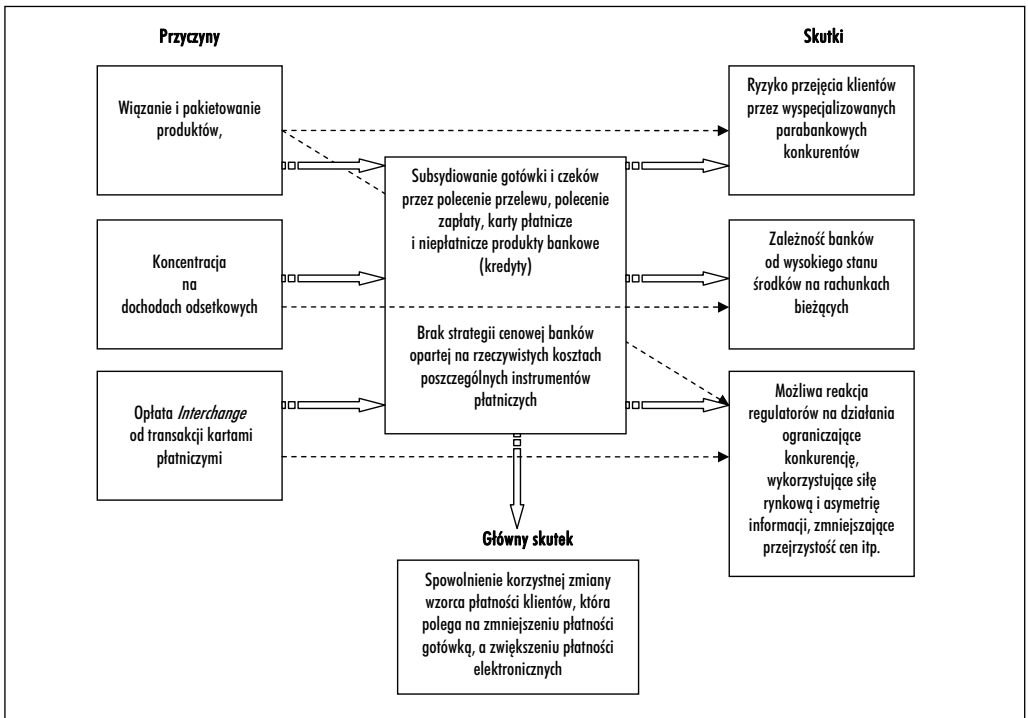 Przyczyny
Skutki
Wiązanie i pakietowanie
produktów,
Koncentracja
na
dochodach odsetkowych
Opłata Interchange
od transakcji kartami
płatniczymi
Subsydiowanie gotówki i czeków
przez polecenie przelewu, polecenie
zapłaty, karty płatnicze
i niepłatnicze produkty bankowe
(kredyty)
Brak strategii cenowej banków
opartej na rzeczywistych kosztach
poszczególnych instrumentów
płatniczych
Ryzyko przejęcia klientów
przez wyspecjalizowanych
parabankowych
konkurentów
Zależność banków
od wysokiego stanu
środków na rachunkach
bieżących
Możliwa reakcja
regulatorów na działania
ograniczające
konkurencję,
wykorzystujące siłę
rynkową i asymetrię
informacji, zmniejszające
przejrzystość cen itp.
Główny skutek
Spowolnienie korzystnej zmiany
wzorca płatności klientów, która
polega na zmniejszeniu płatności
gotówką, a zwiększeniu płatności
elektronicznych